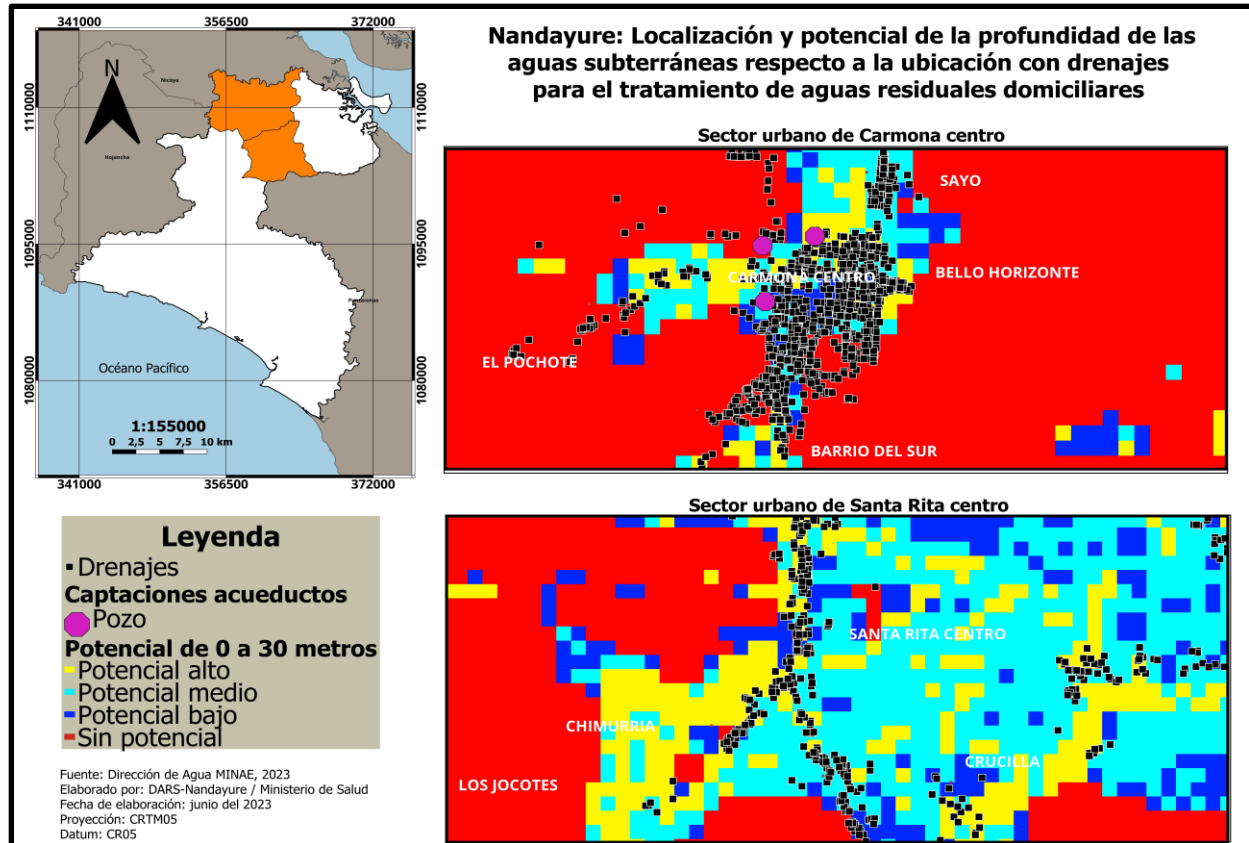 341000
356500
372000
N
Nicoya
Hojancha
Puntarenas
Océano Pacífico
1:155000
0 2,5 5 7,5 10 km
1110000
1095000
1080000
1110000
1095000
1080000
341000
356500
372000
Nandayure: Localización y potencial de la profundidad de las
aguas subterráneas respecto a la ubicación con drenajes
para el tratamiento de aguas residuales domiciliares
Sector urbano de Carmona centro
SAYO
CARMONA CENTRO
BELLO HORIZONTE
EL POCHOTE
BARRIO DEL SUR
Sector urbano de Santa Rita centro
SANTA RITA CENTRO
CHIMURRIA
CRUCILLA
LOS JOCOTES
Leyenda
Drenajes
Captaciones acueductos
Pozo
Potencial de 0 a 30 metros
Potencial alto
Potencial medio
Potencial bajo
Sin potencial
Fuente: Dirección de Agua MINAE, 2023
Elaborado por: DARS-Nandayure / Ministerio de Salud
Fecha de elaboración: junio del 2023
Proyección: CRTM05
Datum: CR05